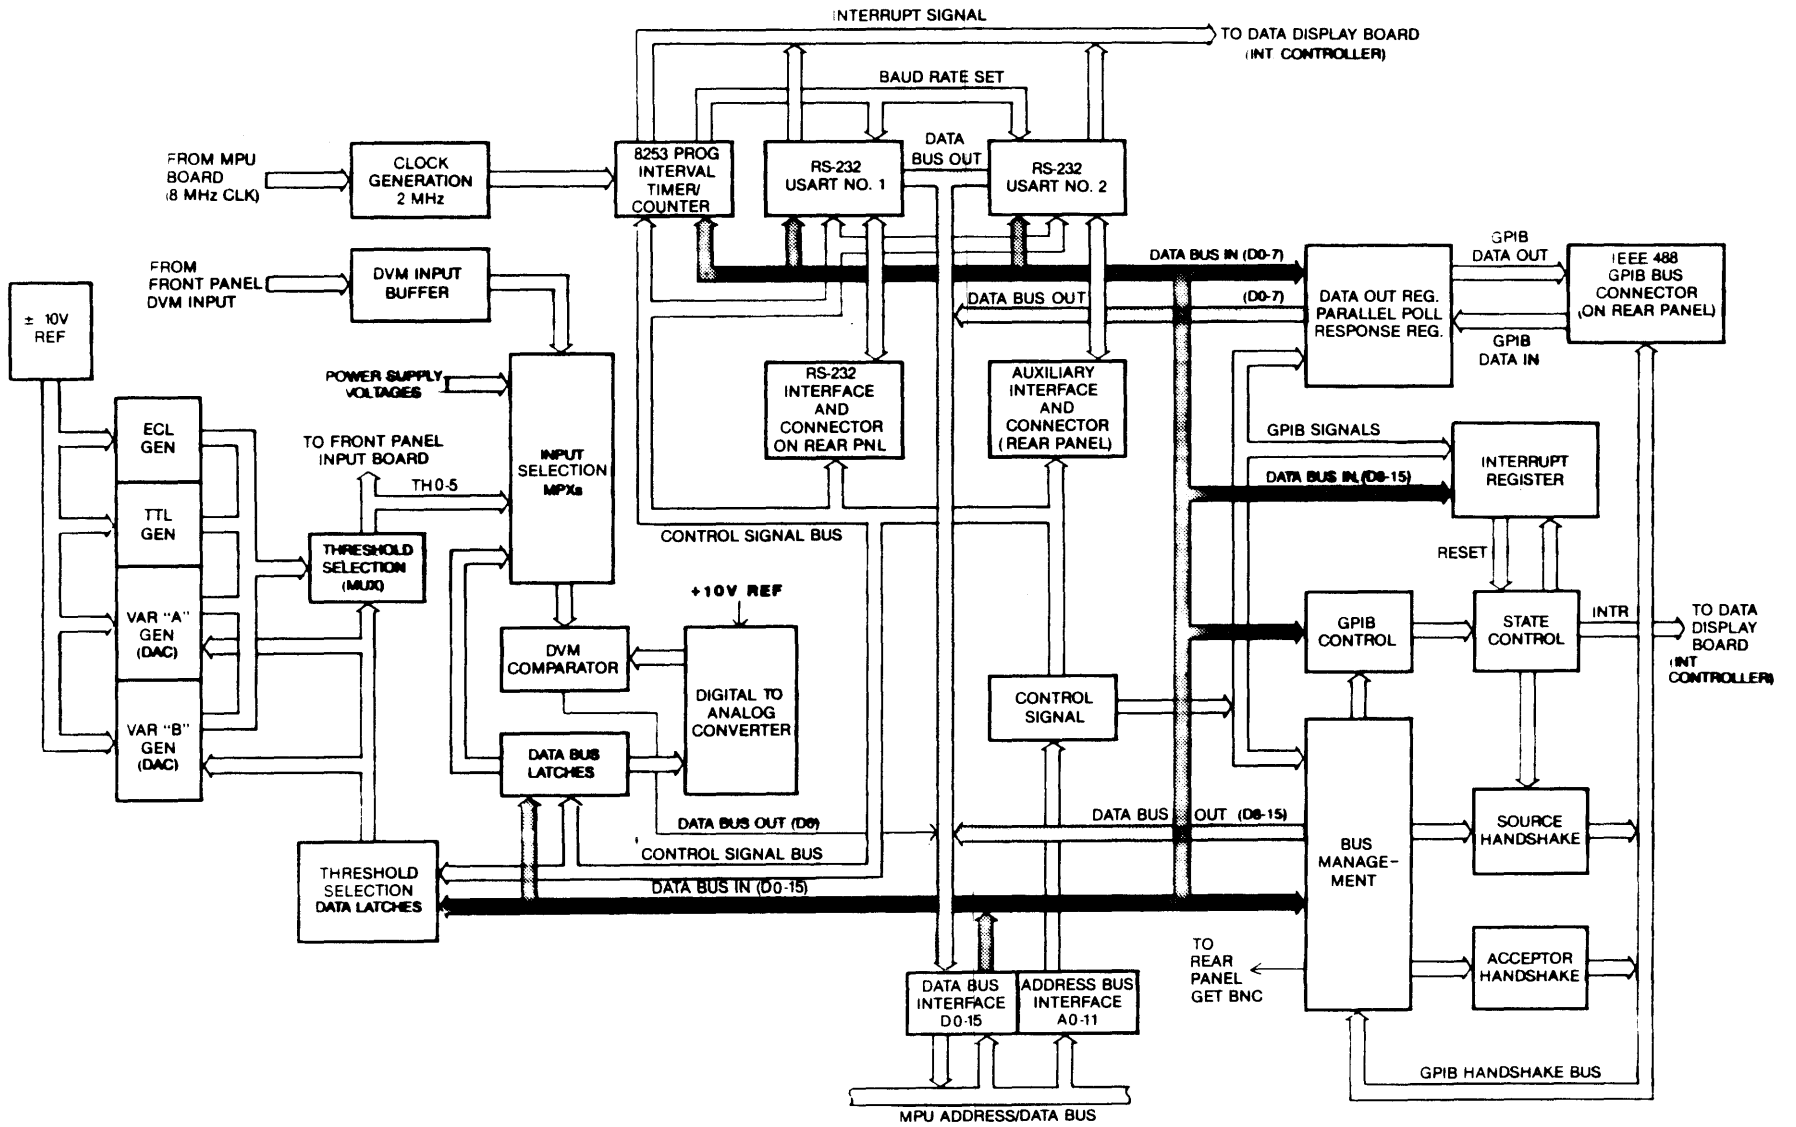 INTERRUPT SIGNAL
TO DATA DISPLAY BOARD
(INT CONTROLLER)
BAUD RATE SET
FROM MPU
BOARD
(8 MHz CLK)
CLOCK
GENERATION
2 MHz
8253 PROG
INTERVAL
TIMER/
COUNTER
RS-232
USART NO. 1
DATA
BUS OUT
RS-232
USART NO. 2
FROM
FRONT PANEL
DVM INPUT
DVM INPUT
BUFFER
DATA BUS IN (D0-7)
DATA BUS OUT
(D0-7)
DATA OUT REG.
PARALLEL POLL
RESPONSE REG.
GPIB
DATA OUT
GPIB
DATA IN
IEEE 488
GPIB BUS
CONNECTOR
(ON REAR PANEL)
± 10V
REF
POWER SUPPLY
VOLTAGES
INPUT
SELECTION
MPXs
RS-232
INTERFACE
AND
CONNECTOR
ON REAR PNL
AUXILIARY
INTERFACE
AND
CONNECTOR
(REAR PANEL)
ECL
GEN
TTL
GEN
VAR "A"
GEN
(DAC)
VAR "B"
GEN
(DAC)
TO FRONT PANEL
INPUT BOARD
TH0-5
THRESHOLD
SELECTION
(MUX)
GPIB SIGNALS
DATA BUS IN (D8-15)
INTERRUPT
REGISTER
CONTROL SIGNAL BUS
RESET
+10V REF
DVM
COMPARATOR
DIGITAL TO
ANALOG
CONVERTER
DATA BUS
LATCHES
CONTROL
SIGNAL
GPIB
CONTROL
STATE
CONTROL
INTR
TO DATA
DISPLAY
BOARD
(INT
CONTROLLER)
DATA BUS OUT (D8)
CONTROL SIGNAL BUS
DATA BUS IN (D0-15)
THRESHOLD
SELECTION
DATA LATCHES
DATA BUS OUT (D8-15)
BUS
MANAGE-
MENT
SOURCE
HANDSHAKE
ACCEPTOR
HANDSHAKE
TO
REAR
PANEL
GET BNC
DATA BUS
INTERFACE
D0-15
ADDRESS BUS
INTERFACE
A0-11
GPIB HANDSHAKE BUS
MPU ADDRESS/DATA BUS